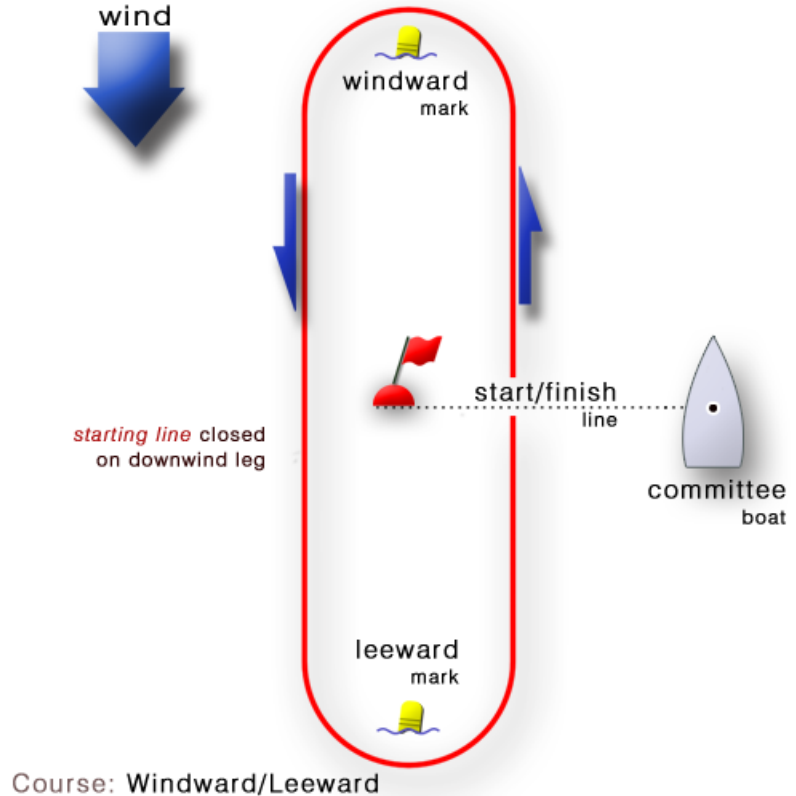 wind
windward
mark
start/finish
line
starting line closed
on downwind leg
committee
boat
leeward
mark
Course: Windward/Leeward